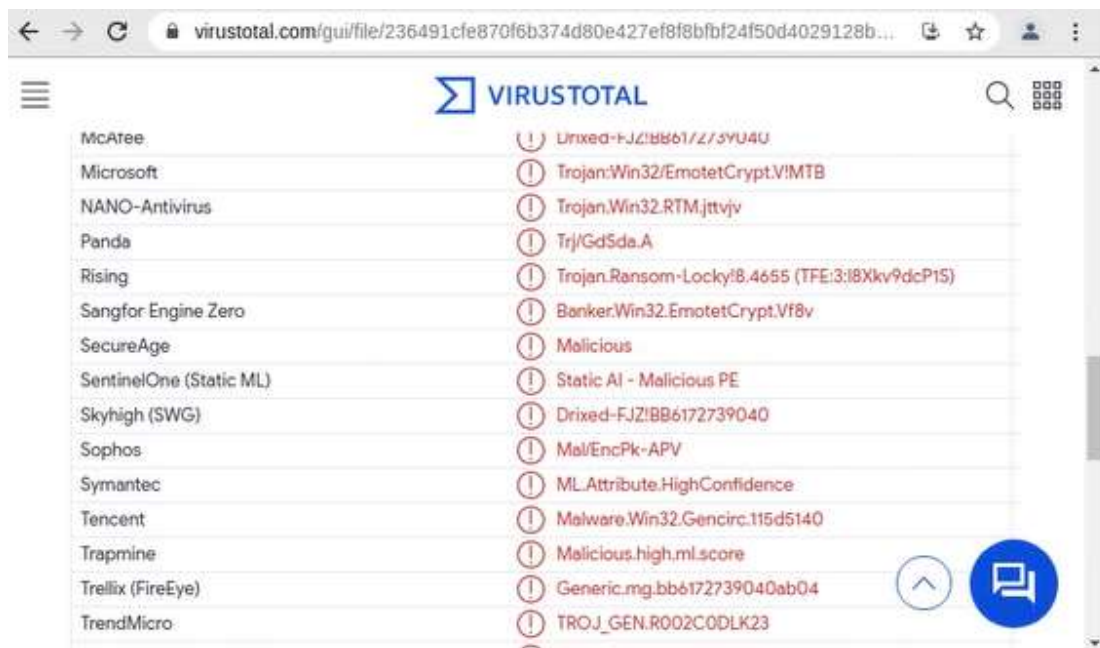 virustotal.com/gui/file/236491cfe870f6b374d80e427ef8f8bfbf24f50d4029128b...
VIRUSTOTAL
McAfee Drixed-FJZ!BB6172739040
Microsoft Trojan:Win32/EmotetCrypt.V!MTB
NANO-Antivirus Trojan.Win32.RTM.jttvjv
Panda Trj/GdSda.A
Rising Trojan.Ransom-Locky!8.4655 (TFE:3:I8Xkv9dcP1S)
Sangfor Engine Zero Banker.Win32.EmotetCrypt.Vf8v
SecureAge Malicious
SentinelOne (Static ML) Static AI - Malicious PE
Skyhigh (SWG) Drixed-FJZ!BB6172739040
Sophos Mal/EncPk-APV
Symantec ML.Attribute.HighConfidence
Tencent Malware.Win32.Gencirc.115d5140
Trapmine Malicious.high.ml.score
Trellix (FireEye) Generic.mg.bb6172739040ab04
TrendMicro TROJ_GEN.R002C0DLK23